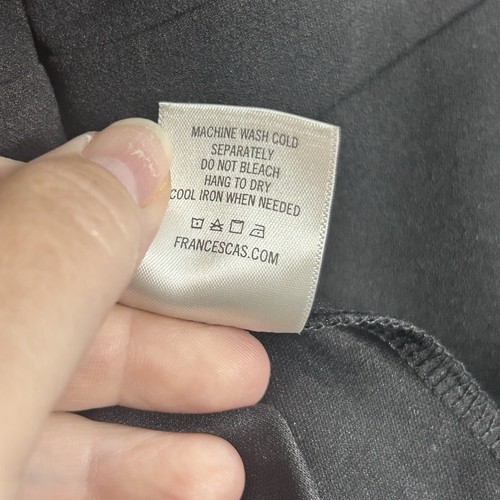 MACHINE WASH COLD
SEPARATELY
DO NOT BLEACH
HANG TO DRY
COOL IRON WHEN NEEDED
FRANCESCAS.COM